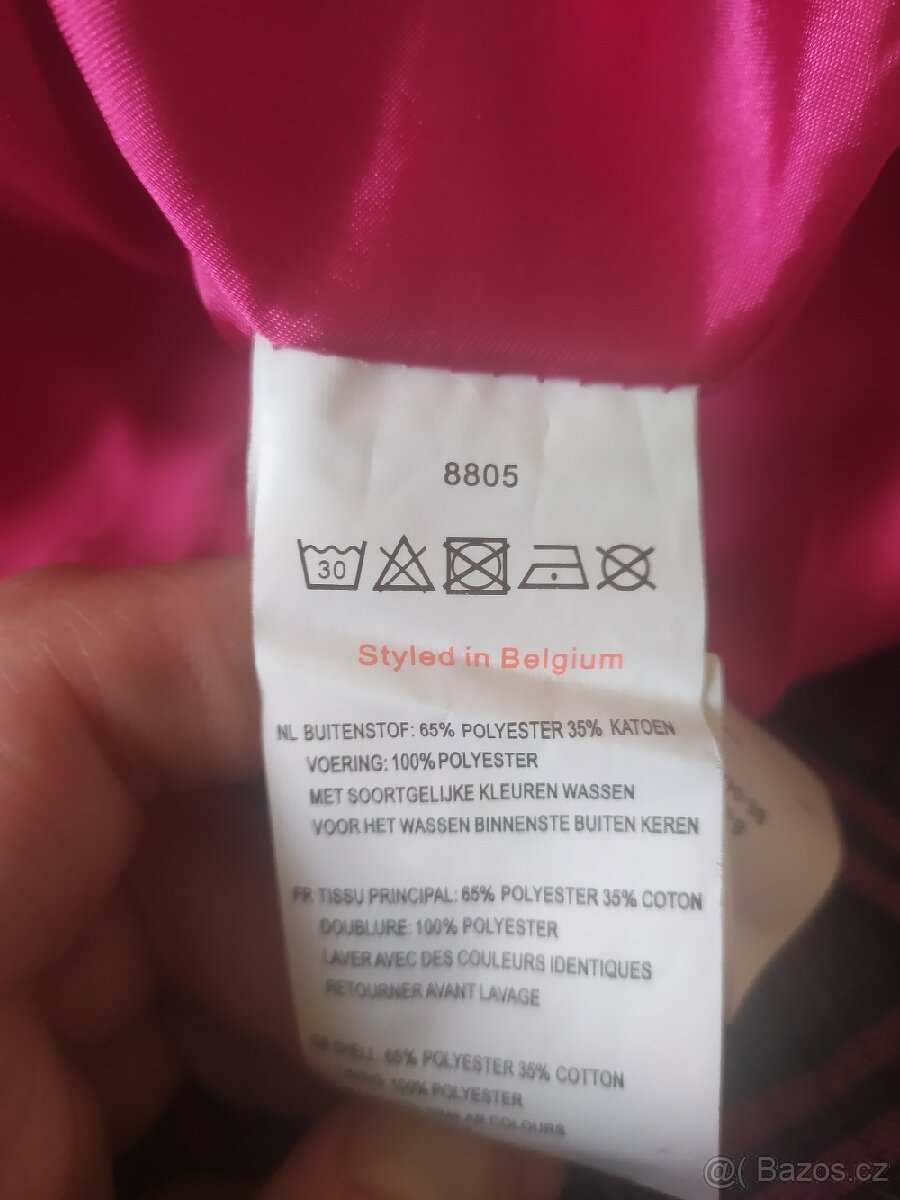 8805
30
Styled in Belgium
NL BUITENSTOF: 65% POLYESTER 35% KATOEN
VOERING: 100% POLYESTER
MET SOORTGELIJKE KLEUREN WASSEN
VOOR HET WASSEN BINNENSTE BUITEN KEREN
FR TISSU PRINCIPAL: 65% POLYESTER 35% COTON
DOUBLURE: 100% POLYESTER
LAVER AVEC DES COULEURS IDENTIQUES
RETOURNER AVANT LAVAGE
SHELL: 65% POLYESTER 35% COTTON
100% POLYESTER
COLOURS
@( Bazos.cz